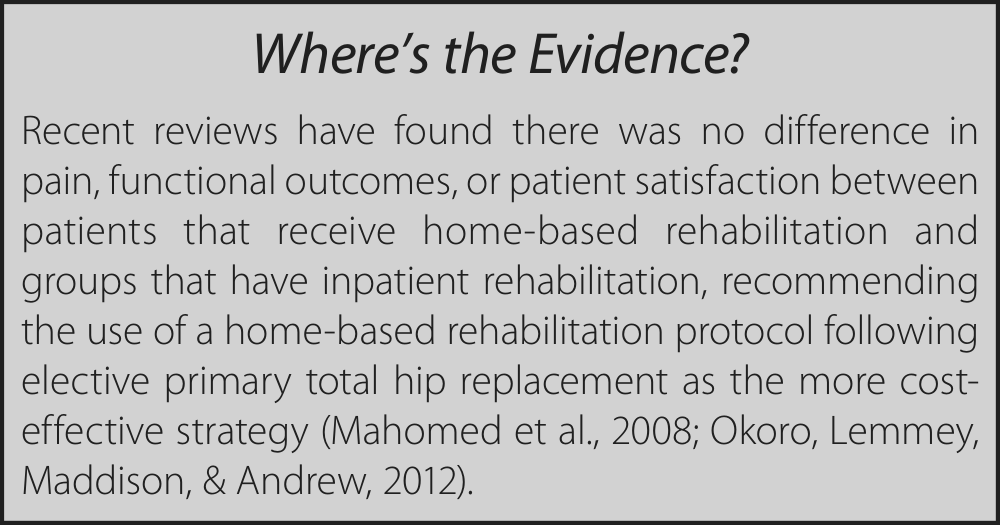 Where’s the Evidence?
Recent reviews have found there was no difference in
pain, functional outcomes, or patient satisfaction between
patients that receive home-based rehabilitation and
groups that have inpatient rehabilitation, recommending
the use of a home-based rehabilitation protocol following
elective primary total hip replacement as the more cost-
effective strategy (Mahomed et al., 2008; Okoro, Lemmey,
Maddison, & Andrew, 2012).